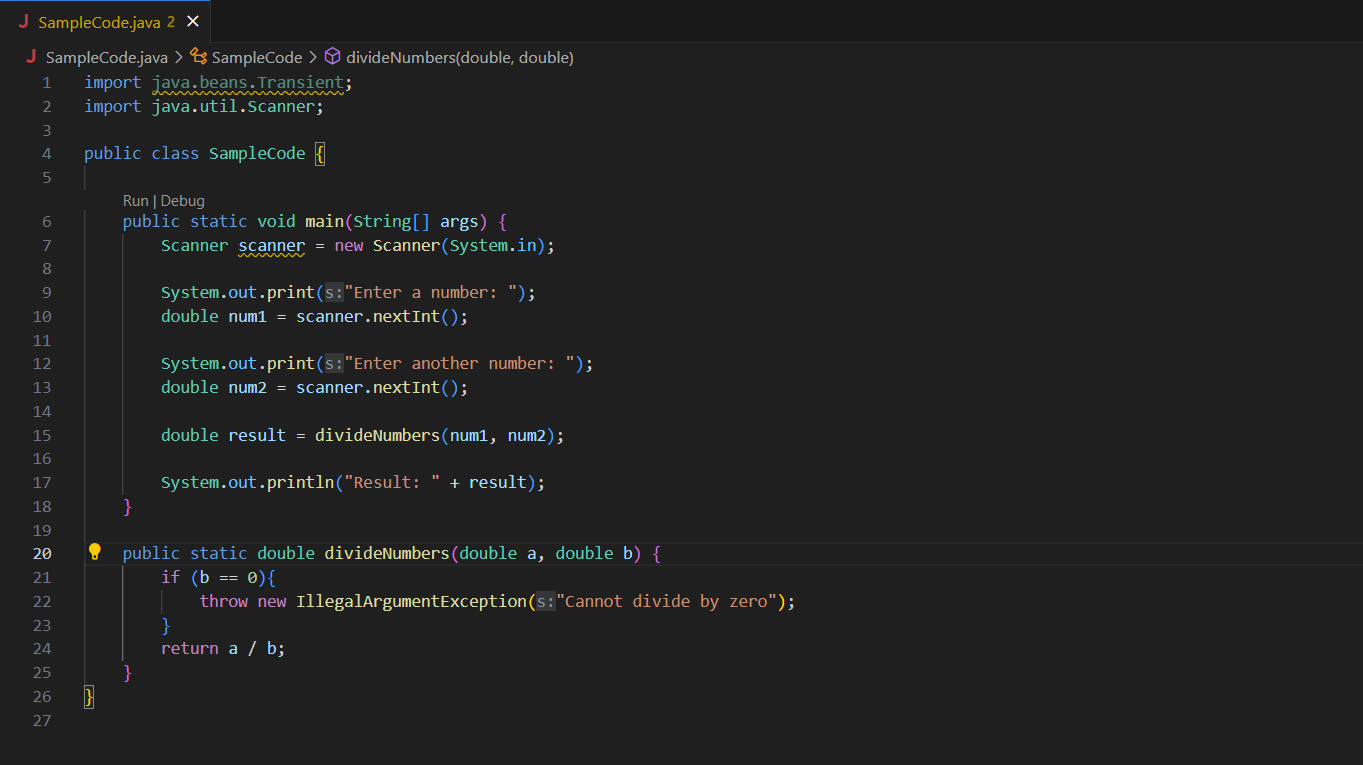 SampleCode.java 2 ×
SampleCode.java > SampleCode > divideNumbers(double, double)
1 import java.beans.Transient;
2 import java.util.Scanner;
3
4 public class SampleCode {
5
Run | Debug
6 public static void main(String[] args) {
7 Scanner scanner = new Scanner(System.in);
8
9 System.out.print(s:"Enter a number: ");
10 double num1 = scanner.nextInt();
11
12 System.out.print(s:"Enter another number: ");
13 double num2 = scanner.nextInt();
14
15 double result = divideNumbers(num1, num2);
16
17 System.out.println("Result: " + result);
18 }
19
20 public static double divideNumbers(double a, double b) {
21 if (b == 0){
22 throw new IllegalArgumentException(s:"Cannot divide by zero");
23 }
24 return a / b;
25 }
26 }
27